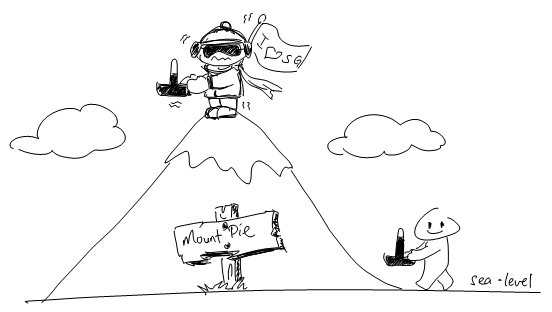 I ♡ SG
Mount Pie
sea-level